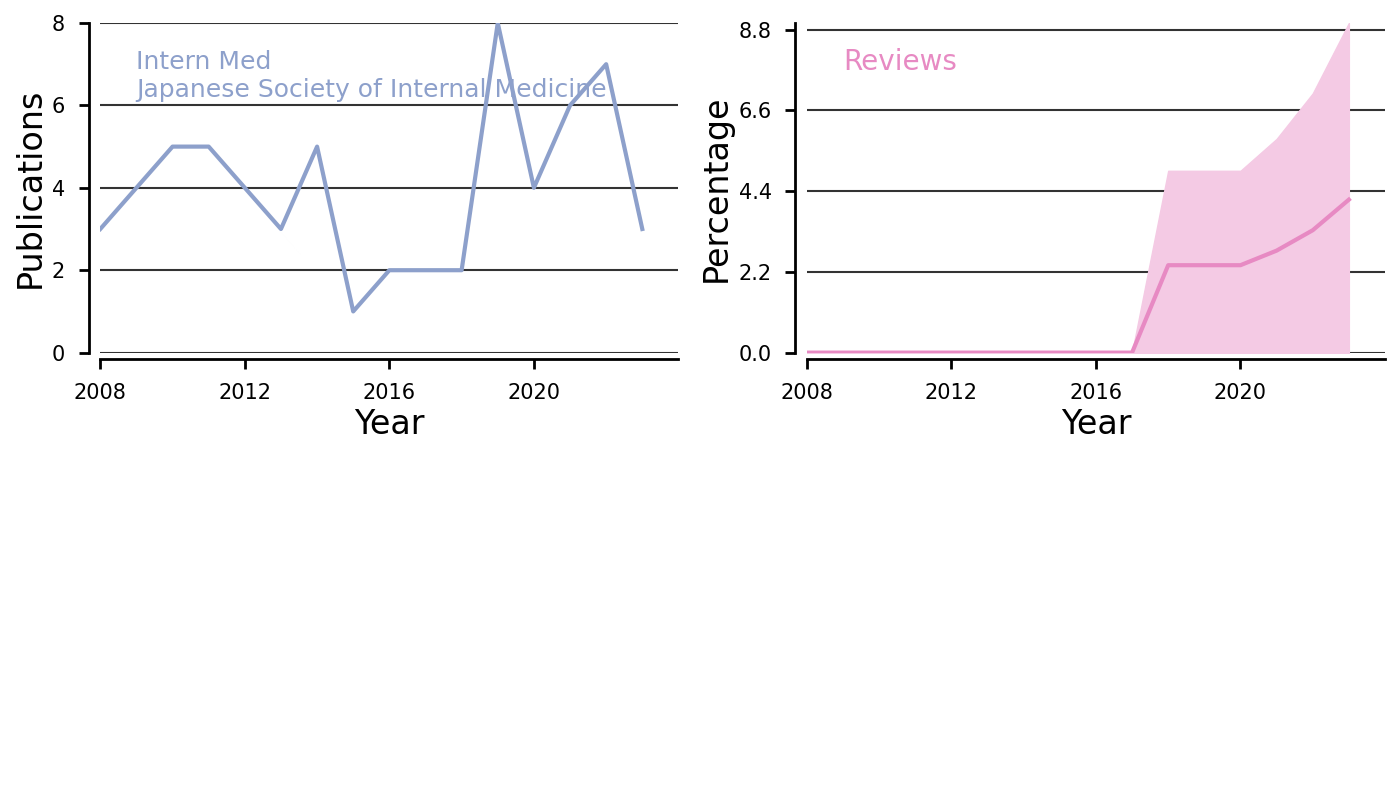 Publications
8
6
4
2
0
Intern Med
Japanese Society of Internal Medicine
2008 2012 2016 2020
Year
Percentage
8.8
6.6
4.4
2.2
0.0
Reviews
2008 2012 2016 2020
Year